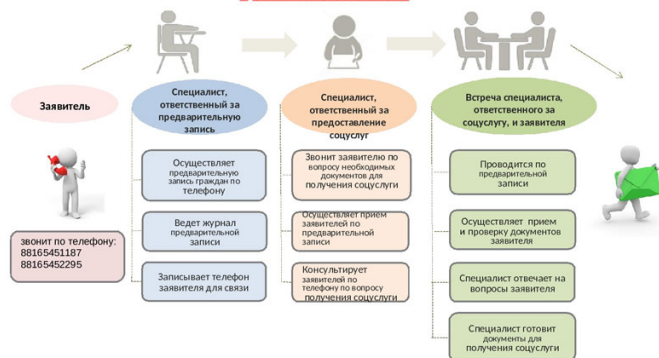 Заявитель
звонит по телефону:
88165451187
88165452295
Специалист,
ответственный за
предварительную
запись
Осуществляет
предварительную
запись граждан по
телефону
Ведет журнал
предварительной
записи
Записывает телефон
заявителя для связи
Специалист,
ответственный за
предоставление
соцуслуг
Звонит заявителю по
вопросу необходимых
документов для
получения соцуслуги
Осуществляет прием
заявителей по
предварительной
записи
Консультирует
заявителей по
телефону по вопросу
получения соцуслуги
Встреча специалиста,
ответственного за
соцуслугу, и заявителя
Проводится по
предварительной
записи
Осуществляет прием
и проверку документов
заявителя
Специалист отвечает на
вопросы заявителя
Специалист готовит
документы для
получения соцуслуги